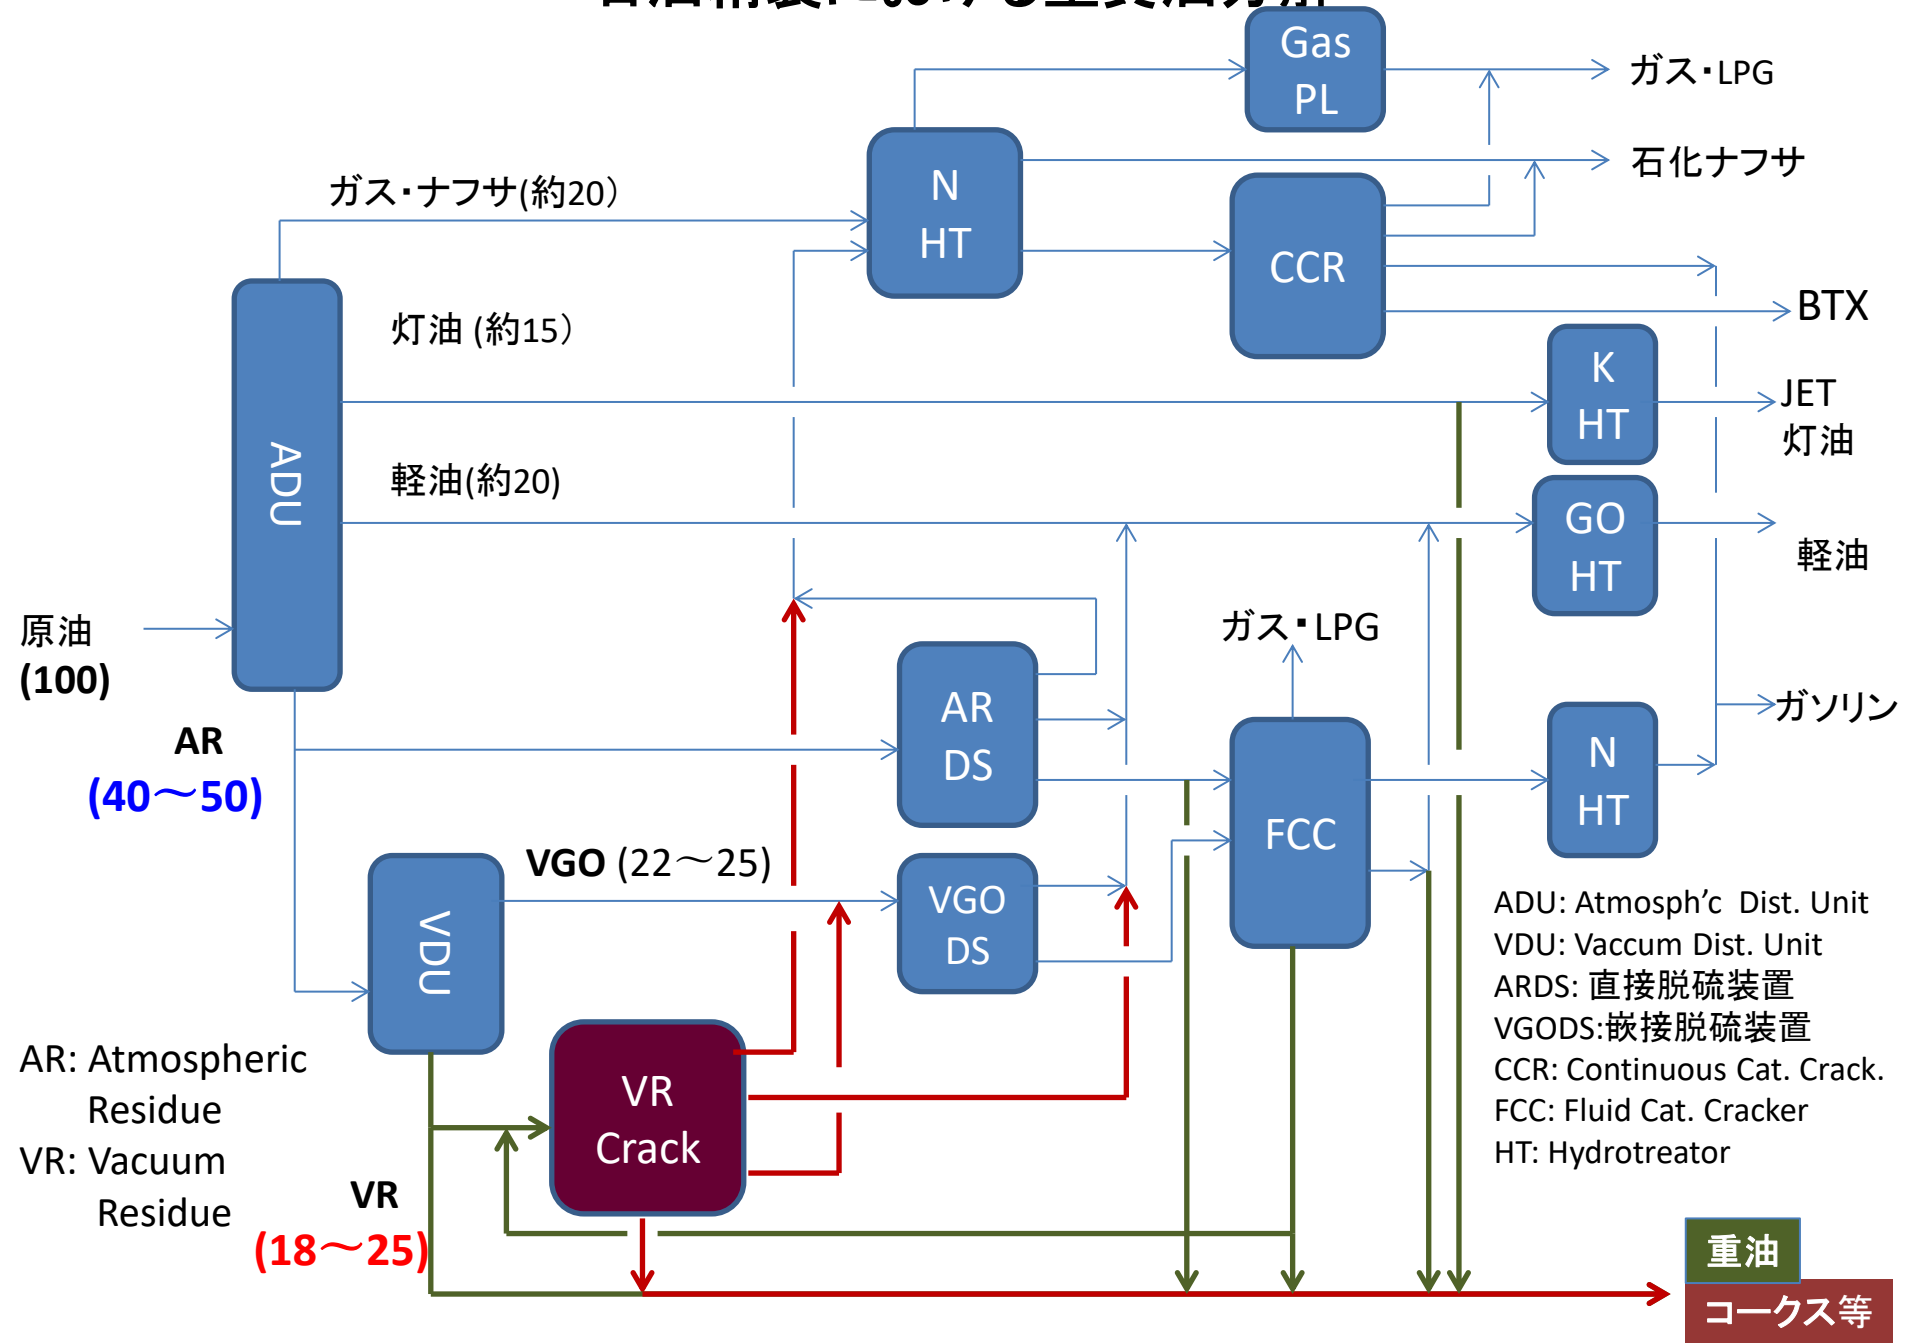 Gas
PL
ガス・LPG
N
HT
石化ナフサ
ガス・ナフサ(約20）
CCR
BTX
灯油 (約15）
K
HT
JET
灯油
ADU
軽油(約20)
GO
HT
軽油
原油
(100)
ガス・LPG
AR
DS
ガソリン
AR
(40～50)
FCC
N
HT
VGO (22～25)
VGO
DS
VDU
ADU: Atmosph'c Dist. Unit
VDU: Vaccum Dist. Unit
ARDS: 直接脱硫装置
VGODS:嵌接脱硫装置
CCR: Continuous Cat. Crack.
FCC: Fluid Cat. Cracker
HT: Hydrotreator
AR: Atmospheric
Residue
VR: Vacuum
Residue
VR
Crack
VR
(18～25)
重油
コークス等